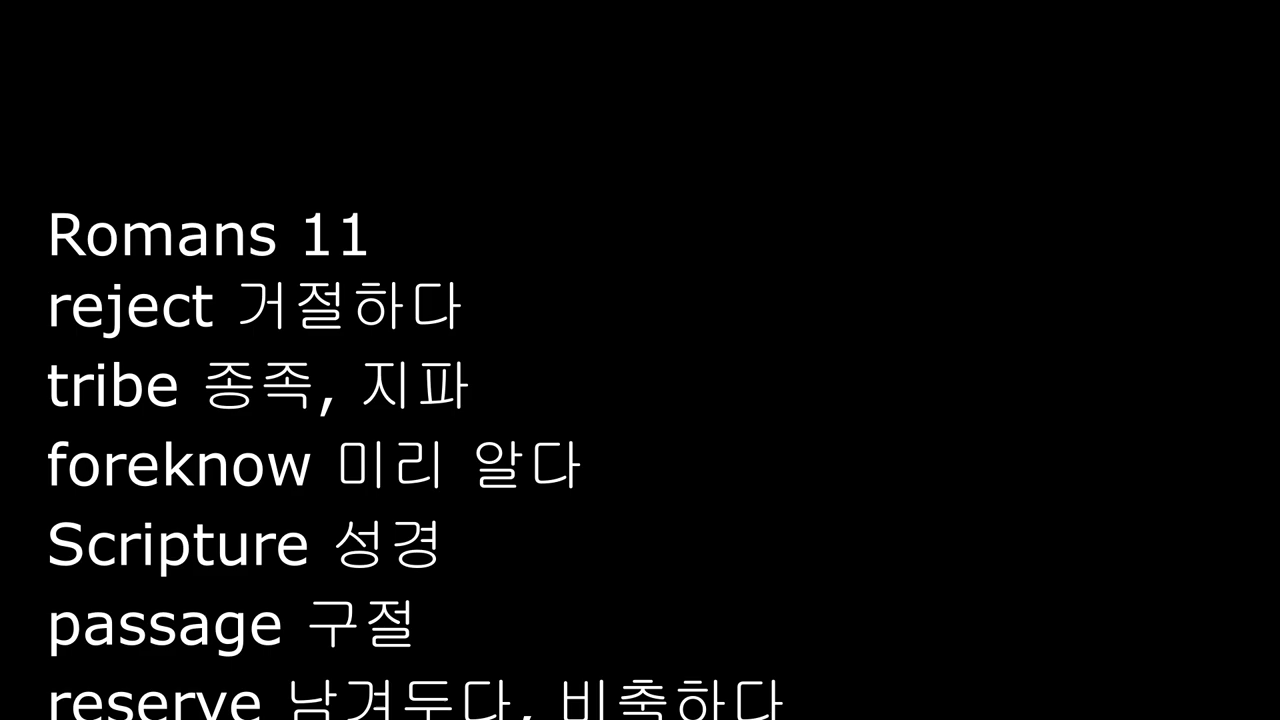 Romans 11
reject 거절하다
tribe 종족, 지파
foreknow 미리 알다
Scripture 성경
passage 구절
reserve 남겨두다, 비축하다